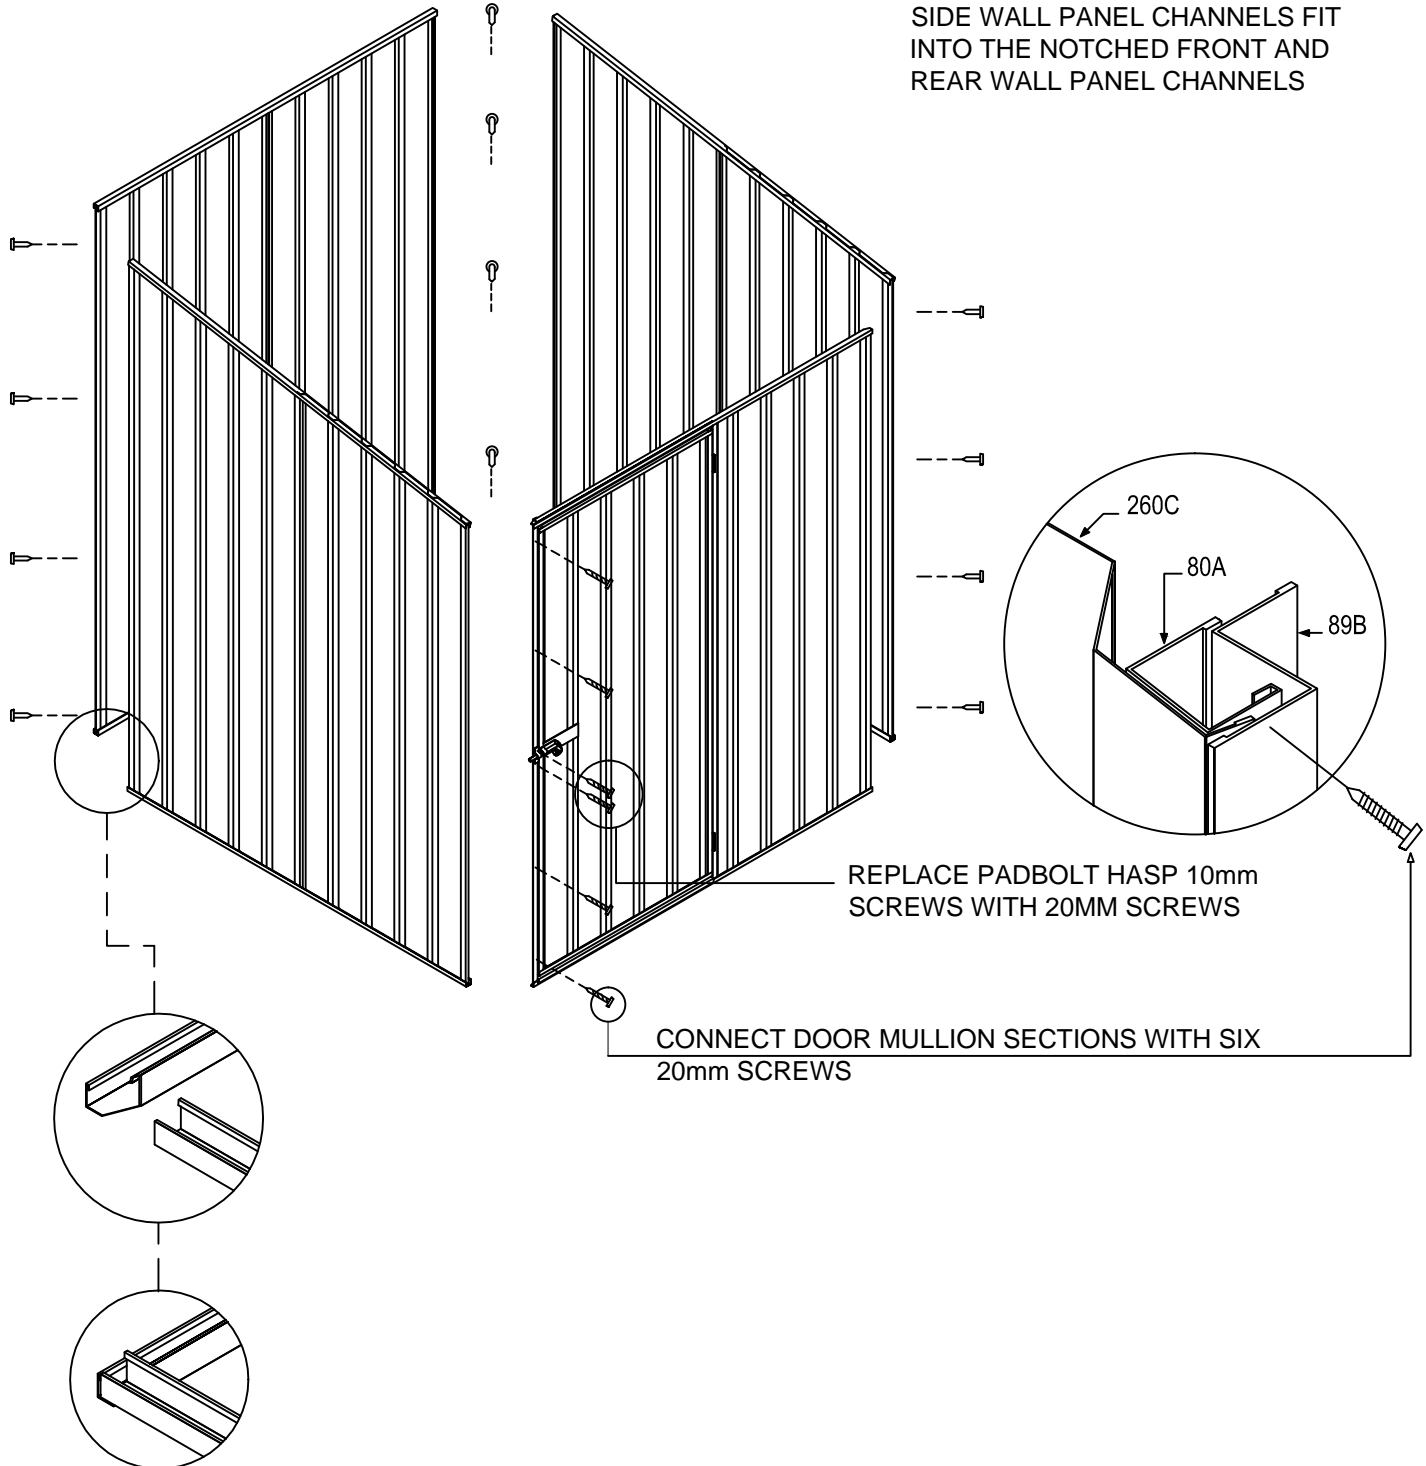 SIDE WALL PANEL CHANNELS FIT
INTO THE NOTCHED FRONT AND
REAR WALL PANEL CHANNELS
260C
80A
89B
REPLACE PADBOLT HASP 10mm
SCREWS WITH 20MM SCREWS
CONNECT DOOR MULLION SECTIONS WITH SIX
20mm SCREWS